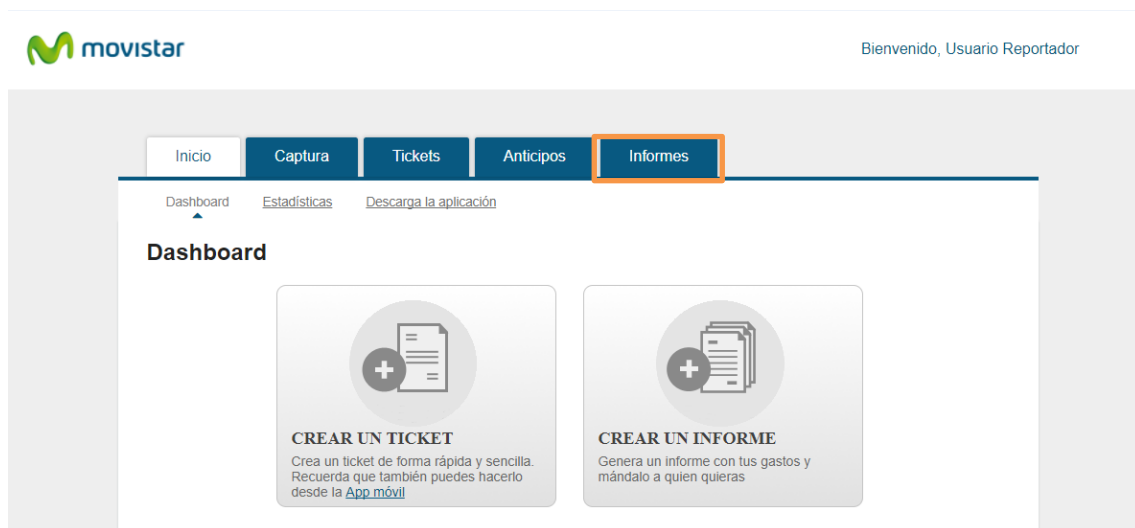 movistar
Bienvenido, Usuario Reportador
Inicio Captura Tickets Anticipos Informes
Dashboard Estadísticas Descarga la aplicación
Dashboard
CREAR UN TICKET
Crea un ticket de forma rápida y sencilla.
Recuerda que también puedes hacerlo
desde la App móvil
CREAR UN INFORME
Genera un informe con tus gastos y
mándalo a quien quieras